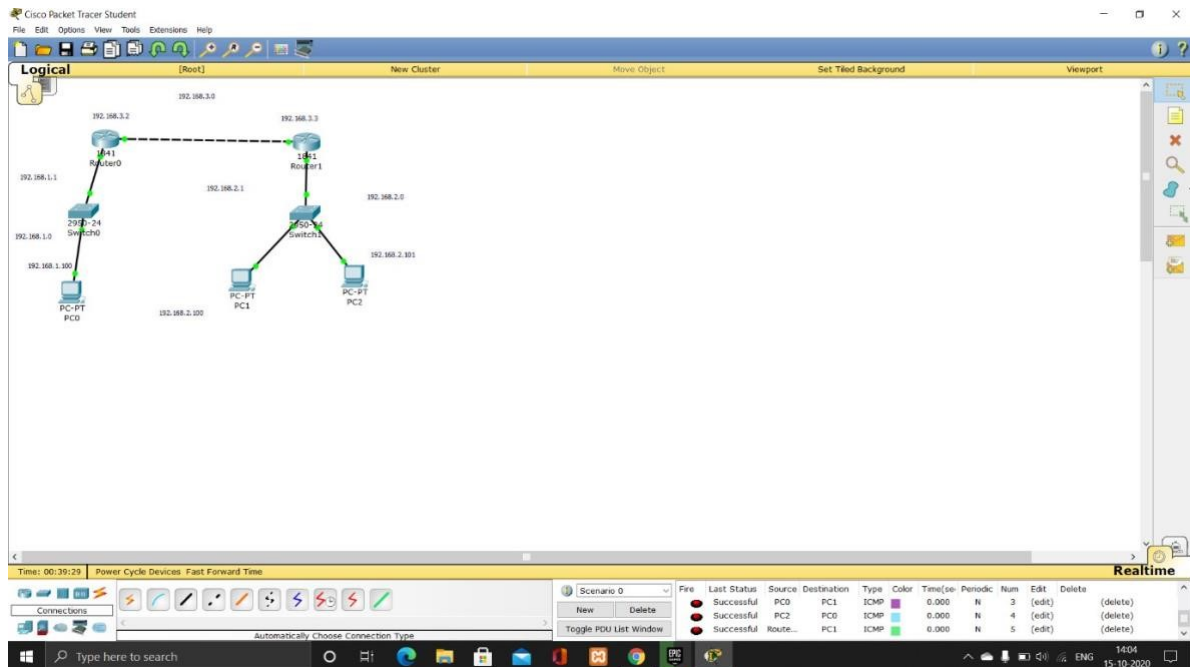 Cisco Packet Tracer Student
File Edit Options View Tools Extensions Help
Logical [Root] New Cluster Move Object Set Tiled Background Viewport
192.168.3.0
192.168.3.2 192.168.3.3
1841
Router0 Router1
192.168.1.1 192.168.2.1 192.168.2.0
2950-24
Switch0
192.168.1.0
192.168.2.101
192.168.1.100
PC-PT
PC0
PC-PT
PC1
PC-PT
PC2
192.168.2.100
Time: 00:39:29 Power Cycle Devices Fast Forward Time Realtime
Connections
Automatically Choose Connection Type
Scenario 0
New Delete
Toggle PDU List Window
Fire Last Status Source Destination Type Color Time(se Periodic Num Edit Delete
Successful PC0 PC1 ICMP 0.000 N 3 (edit) (delete)
Successful PC2 PC0 ICMP 0.000 N 4 (edit) (delete)
Successful Route... PC1 ICMP 0.000 N 5 (edit) (delete)
Type here to search
EPIC
ENG
14:04
15-10-2020